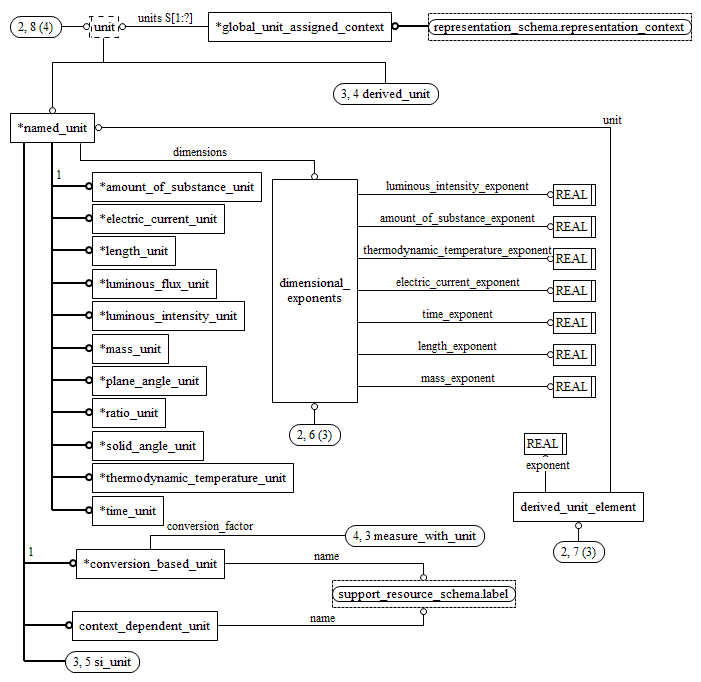 2, 8 (4)
unit
units S[1:?]
*global_unit_assigned_context
representation_schema.representation_context
3, 4 derived_unit
*named_unit
unit
dimensions
1
*amount_of_substance_unit
*electric_current_unit
*length_unit
*luminous_flux_unit
*luminous_intensity_unit
*mass_unit
*plane_angle_unit
*ratio_unit
*solid_angle_unit
*thermodynamic_temperature_unit
*time_unit
dimensional_
exponents
luminous_intensity_exponent
REAL
amount_of_substance_exponent
REAL
thermodynamic_temperature_exponent
REAL
electric_current_exponent
REAL
time_exponent
REAL
length_exponent
REAL
mass_exponent
REAL
2, 6 (3)
REAL
exponent
derived_unit_element
2, 7 (3)
conversion_factor
4, 3 measure_with_unit
1
*conversion_based_unit
name
support_resource_schema.label
context_dependent_unit
name
3, 5 si_unit